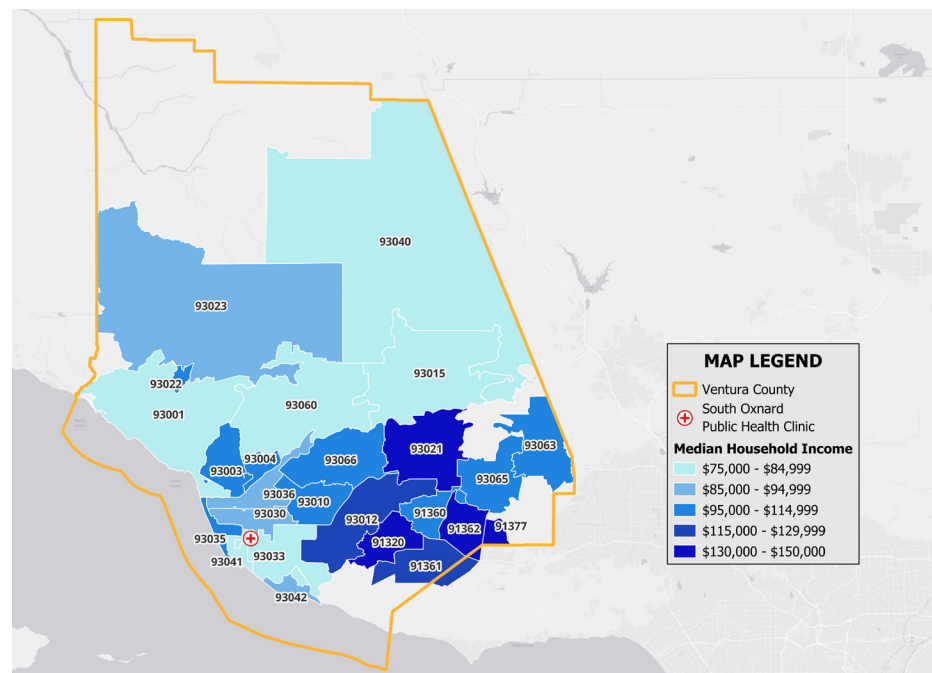 93040
93023
93015
93022
93001
93060
93021
93063
93004
93003
93066
93065
93036
93010
93030
93012
91360
91362
91377
93035
93033
91320
93041
91361
93042
MAP LEGEND
Ventura County
South Oxnard
Public Health Clinic
Median Household Income
$75,000 - $84,999
$85,000 - $94,999
$95,000 - $114,999
$115,000 - $129,999
$130,000 - $150,000